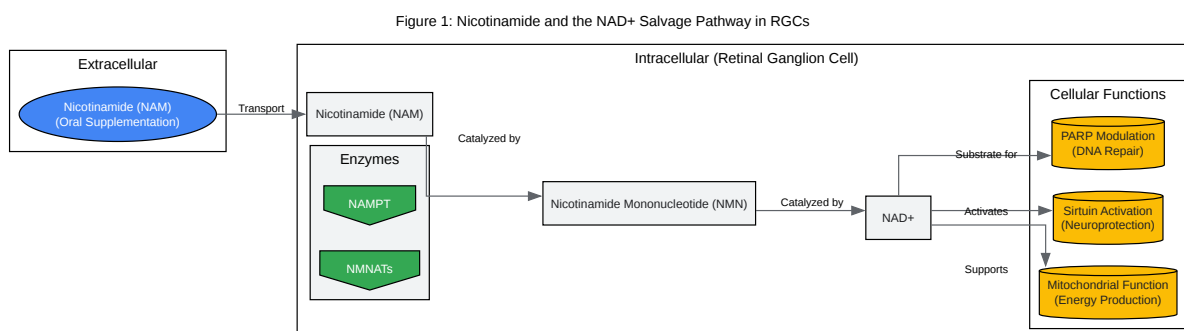 Figure 1: Nicotinamide and the NAD+ Salvage Pathway in RGCs
Extracellular
Nicotinamide (NAM)
(Oral Supplementation)
Transport
Intracellular (Retinal Ganglion Cell)
Nicotinamide (NAM)
Enzymes
NAMPT
NMNATs
Catalyzed by
Nicotinamide Mononucleotide (NMN)
Catalyzed by
NAD+
Substrate for
Activates
Supports
Cellular Functions
PARP Modulation
(DNA Repair)
Sirtuin Activation
(Neuroprotection)
Mitochondrial Function
(Energy Production)